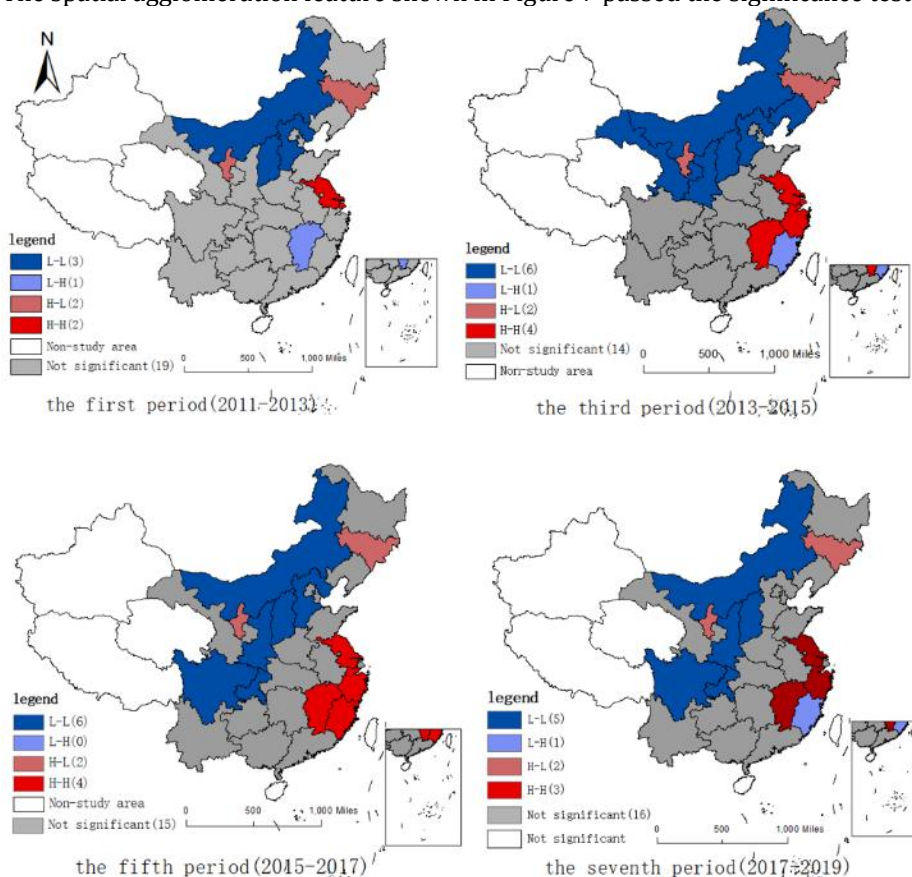 The spatial agglomeration feature shown in Figure 7 passed the significance test
N
legend
L-L(3)
L-H(1)
H-L(2)
H-H(2)
Non-study area
Not significant(19)
0 500 1,000 Miles
the first period(2011-2013)
legend
L-L(6)
L-H(1)
H-L(2)
H-H(4)
Not significant(14)
Non-study area
0 500 1,000 Miles
the third period(2013-2015)
legend
L-L(6)
L-H(0)
H-L(2)
H-H(4)
Non-study area
Not significant(15)
0 500 1,000 Miles
the fifth period(2015-2017)
legend
L-L(5)
L-H(1)
H-L(2)
H-H(3)
Not significant(16)
Not significant
0 500 1,000 Miles
the seventh period(2017-2019)